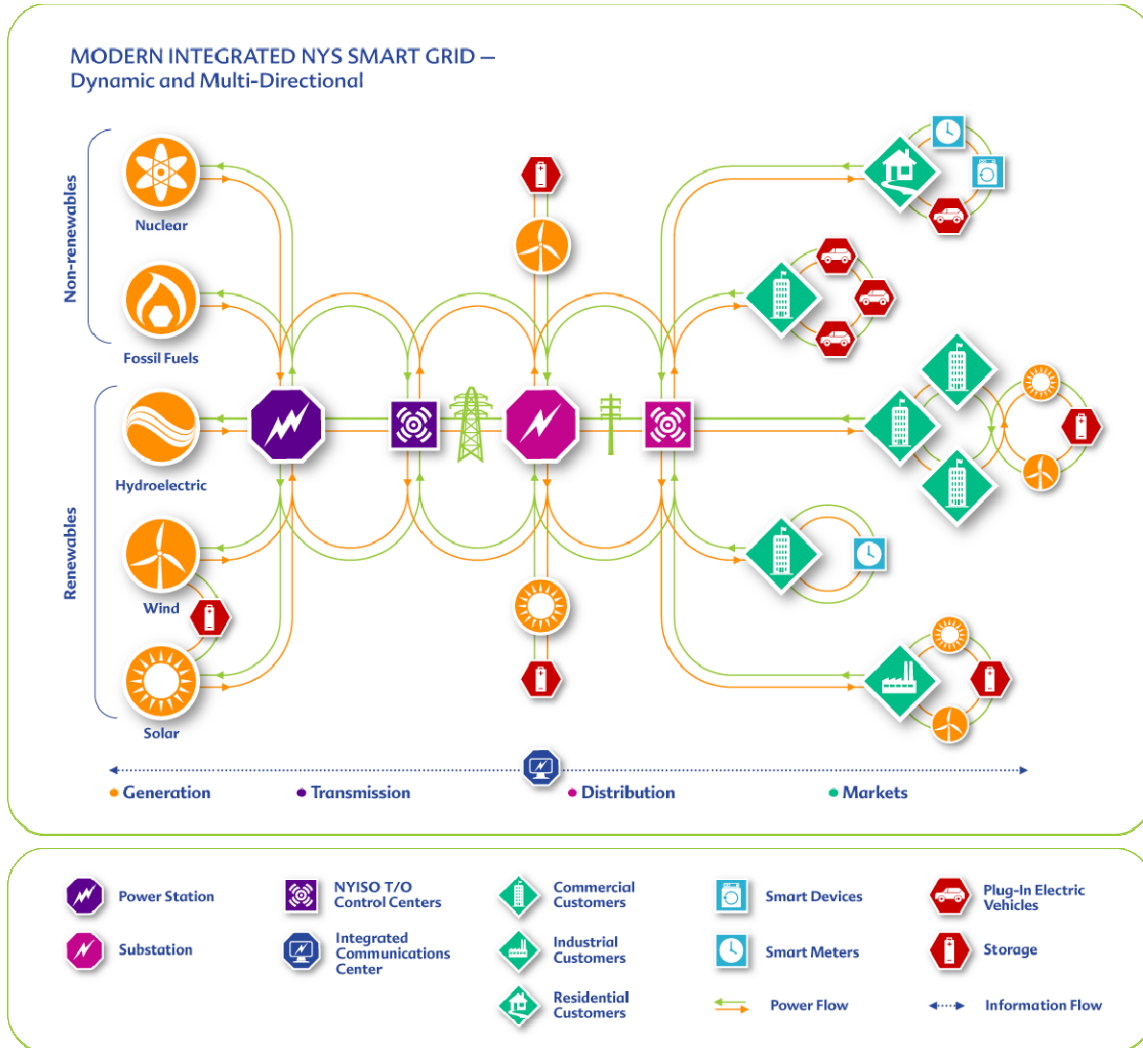 MODERN INTEGRATED NYS SMART GRID —
Dynamic and Multi-Directional
Non-renewables
Nuclear
Fossil Fuels
Renewables
Hydroelectric
Wind
Solar
Generation
Transmission
Distribution
Markets
Power Station
NYISO T/O
Control Centers
Commercial
Customers
Smart Devices
Plug-In Electric
Vehicles
Substation
Integrated
Communications
Center
Industrial
Customers
Smart Meters
Storage
Residential
Customers
Power Flow
Information Flow